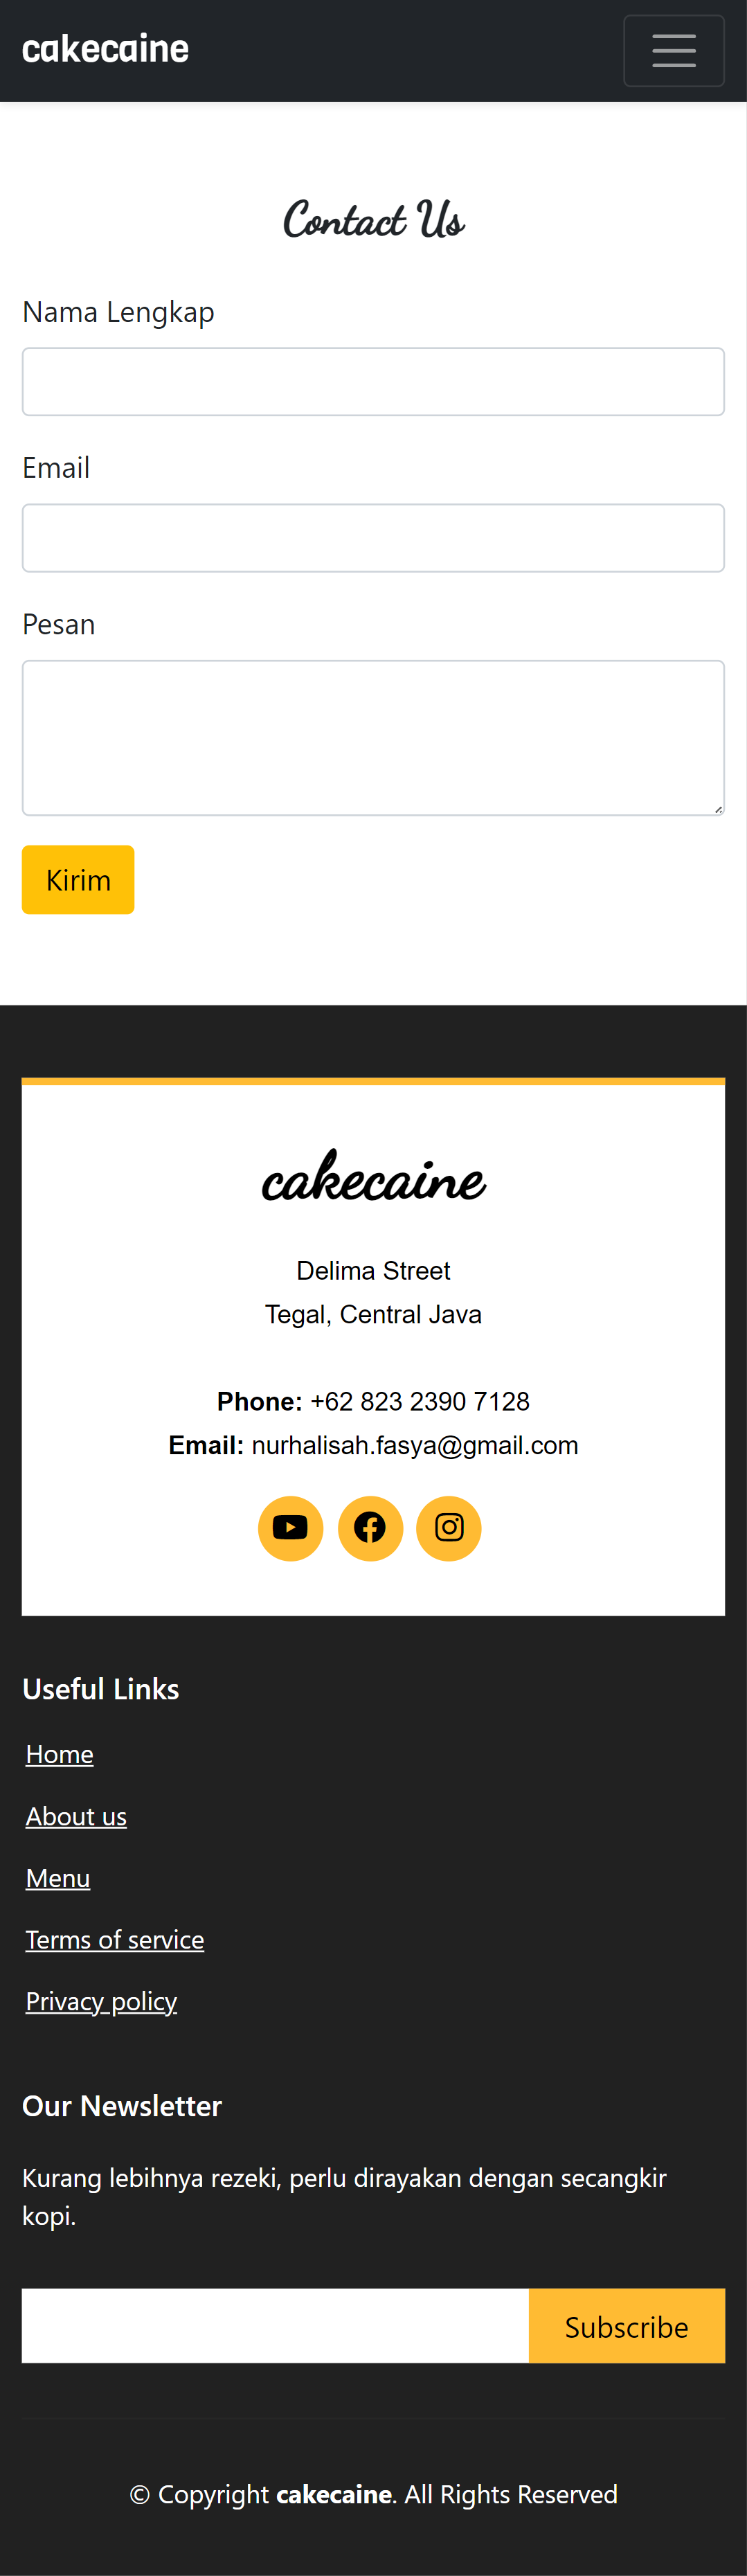 cakecaine
Contact Us
Nama Lengkap
Email
Pesan
Kirim
cakecaine
Delima Street
Tegal, Central Java
Phone: +62 823 2390 7128
Email: nurhalisah.fasya@gmail.com
Useful Links
Home
About us
Menu
Terms of service
Privacy policy
Our Newsletter
Kurang lebihnya rezeki, perlu dirayakan dengan secangkir
kopi.
Subscribe
© Copyright cakecaine. All Rights Reserved